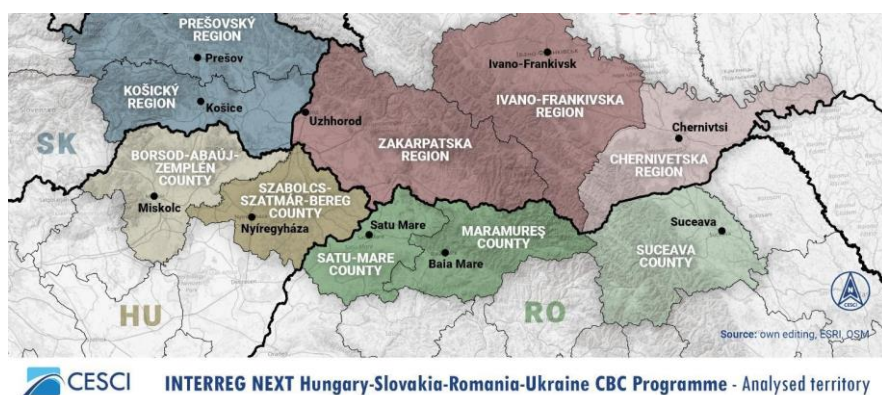 PREŠOVSKÝ
REGION
Prešov
KOŠICKÝ
REGION
Košice
SK
Ivano-Frankivsk
IVANO-FRANKIVSKA
REGION
Uzhhorod
ZAKARPATSKA
REGION
Chernivtsi
CHERNIVETSKA
REGION
BORSOD-ABAÚJ-
ZEMPLÉN
COUNTY
Miskolc
SZABOLCS-
SZATMÁR-BEREG
COUNTY
Nyíregyháza
HU
Satu Mare
SATU-MARE
COUNTY
MARAMUREŞ
COUNTY
Baia Mare
Suceava
SUCEAVA
COUNTY
RO
CESCI
Source: own editing, ESRI, OSM
CESCI
INTERREG NEXT Hungary-Slovakia-Romania-Ukraine CBC Programme - Analysed territory